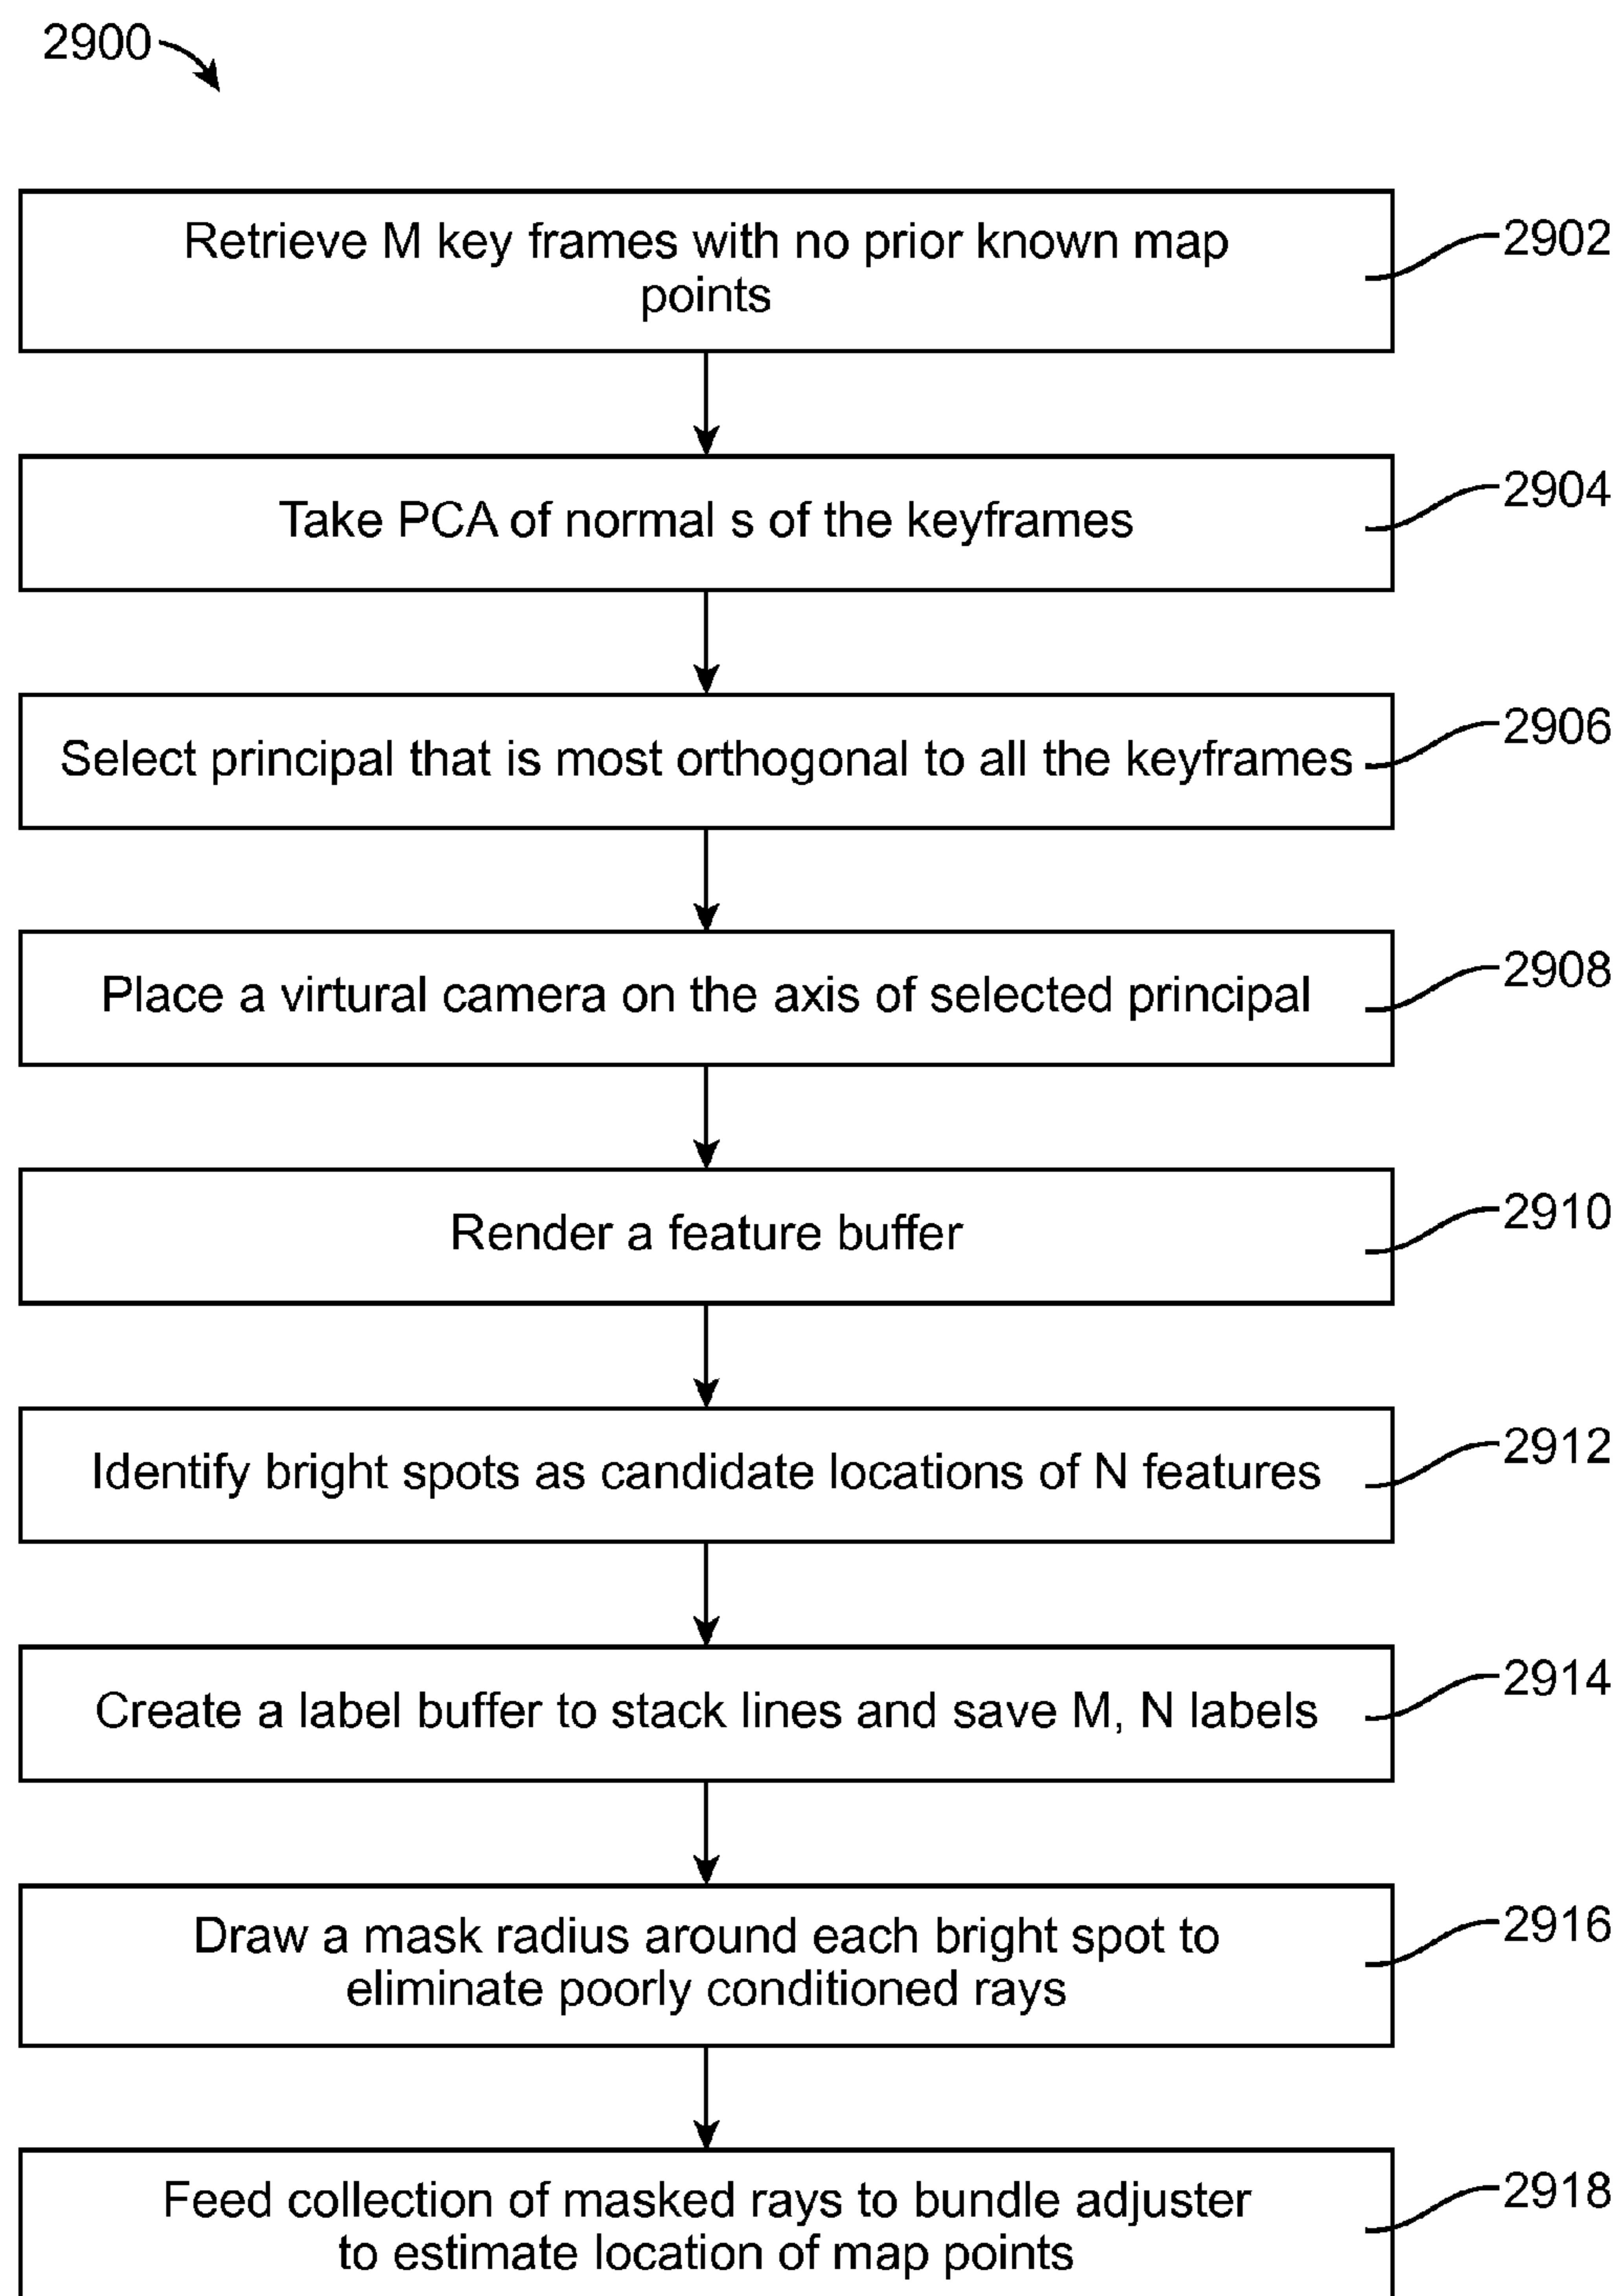 2900
Retrieve M key frames with no prior known map
points
2902
Take PCA of normal s of the keyframes
2904
Select principal that is most orthogonal to all the keyframes
2906
Place a virtural camera on the axis of selected principal
2908
Render a feature buffer
2910
Identify bright spots as candidate locations of N features
2912
Create a label buffer to stack lines and save M, N labels
2914
Draw a mask radius around each bright spot to
eliminate poorly conditioned rays
2916
Feed collection of masked rays to bundle adjuster
to estimate location of map points
2918